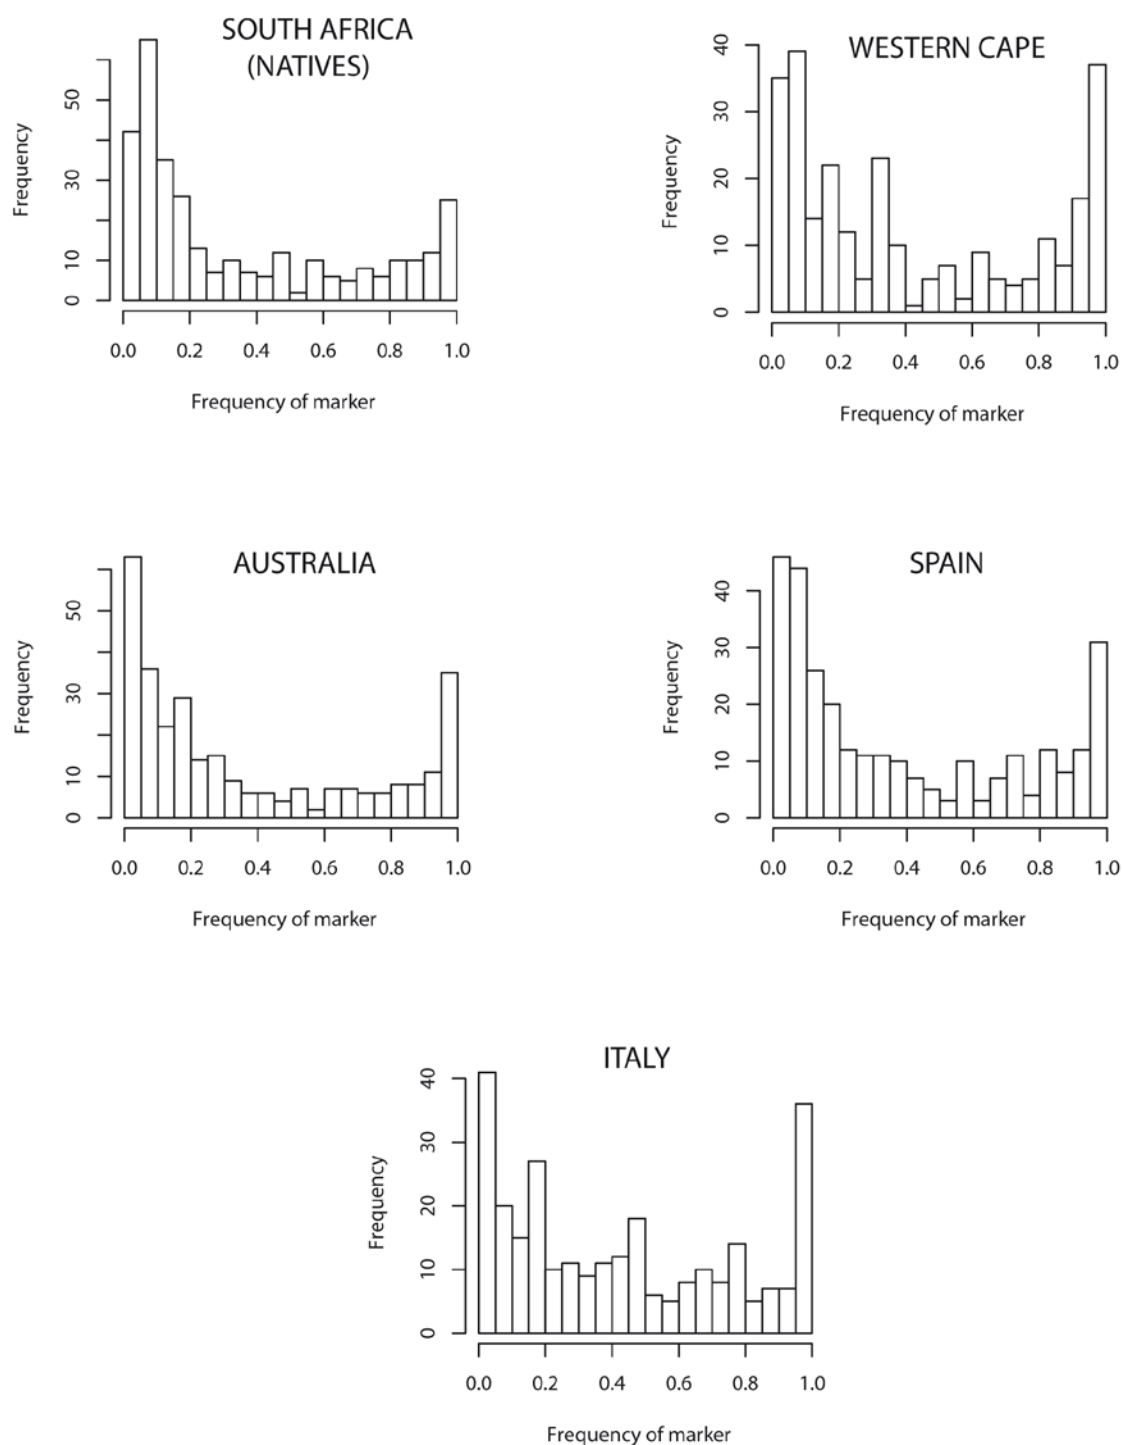 SOUTH AFRICA
(NATIVES)
Frequency
0
10
30
50
0.0 0.2 0.4 0.6 0.8 1.0
Frequency of marker
WESTERN CAPE
Frequency
0
10
20
30
40
0.0 0.2 0.4 0.6 0.8 1.0
Frequency of marker
AUSTRALIA
Frequency
0
10
30
50
0.0 0.2 0.4 0.6 0.8 1.0
Frequency of marker
SPAIN
Frequency
0
10
20
30
40
0.0 0.2 0.4 0.6 0.8 1.0
Frequency of marker
ITALY
Frequency
0
10
20
30
40
0.0 0.2 0.4 0.6 0.8 1.0
Frequency of marker